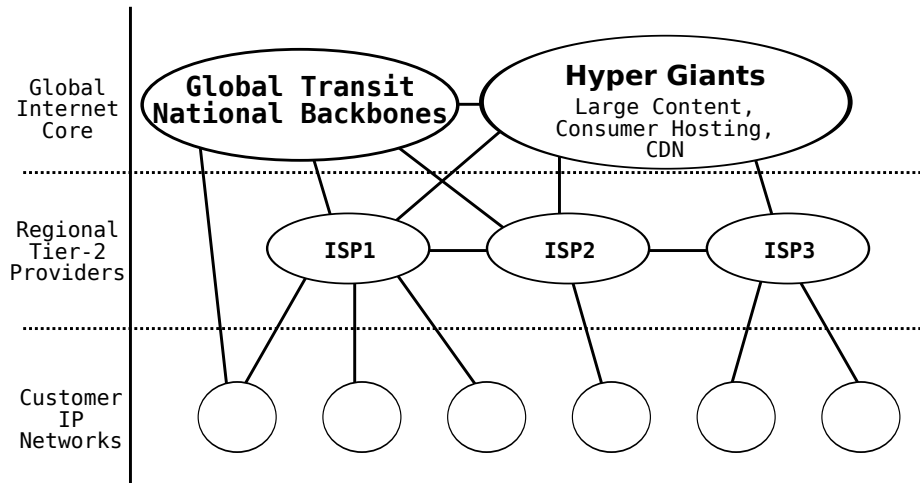 Global
Internet
Core
Global Transit
National Backbones
Hyper Giants
Large Content,
Consumer Hosting,
CDN
Regional
Tier-2
Providers
ISP1
ISP2
ISP3
Customer
IP
Networks